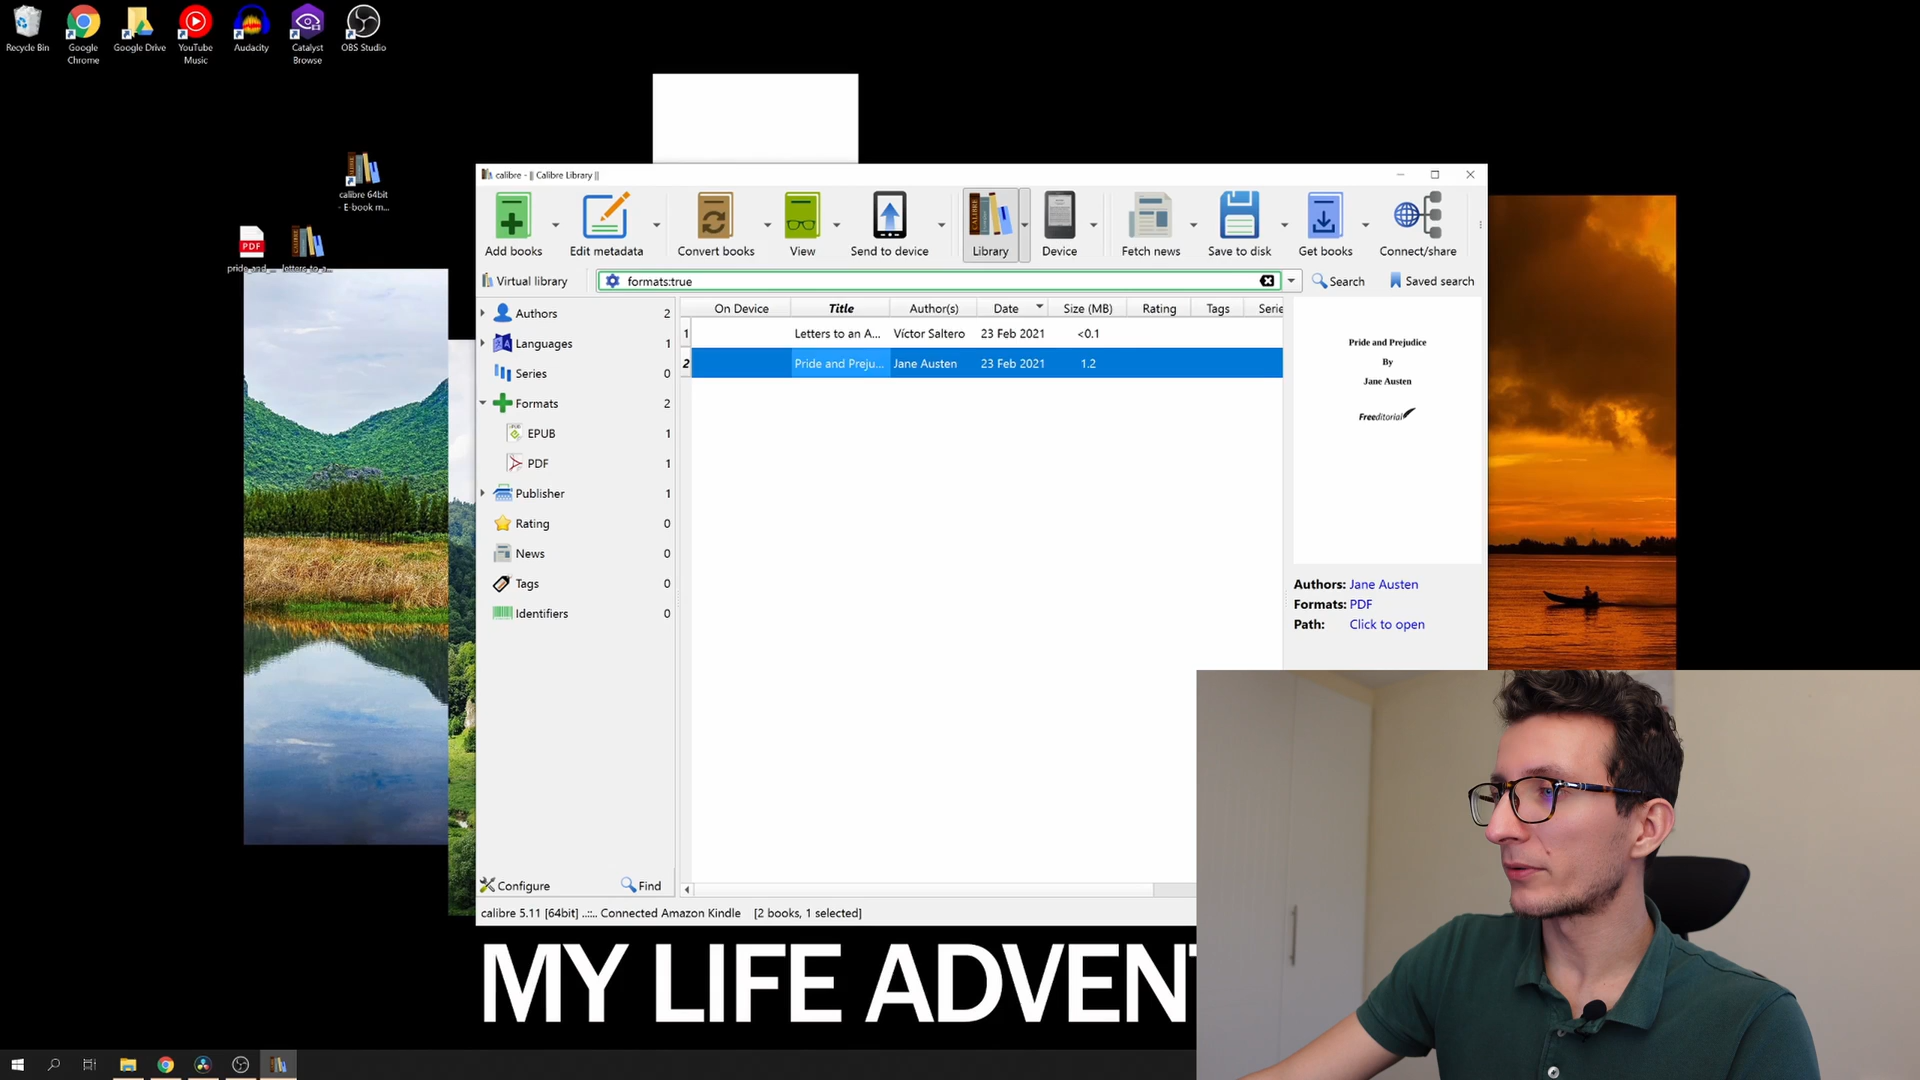 Recycle Bin
Google Chrome
Google Drive
YouTube Music
Audacity
Catalyst Browse
OBS Studio
calibre 64bit - E-book m...
PDF
pride_and_...
letters_to_a...
calibre - || Calibre Library ||
Add books
Edit metadata
Convert books
View
Send to device
Library
Device
Fetch news
Save to disk
Get books
Connect/share
Virtual library
formats:true
Search
Saved search
Authors 2
Languages 1
Series 0
Formats 2
EPUB 1
PDF 1
Publisher 1
Rating 0
News 0
Tags 0
Identifiers 0
Configure
Find
On Device Title Author(s) Date Size (MB) Rating Tags Serie
1 Letters to an A... Víctor Saltero 23 Feb 2021 <0.1
2 Pride and Preju... Jane Austen 23 Feb 2021 1.2
Pride and Prejudice
By
Jane Austen
Freeditorial
Authors: Jane Austen
Formats: PDF
Path: Click to open
calibre 5.11 [64bit] ..::.. Connected Amazon Kindle [2 books, 1 selected]
MY LIFE ADVEN